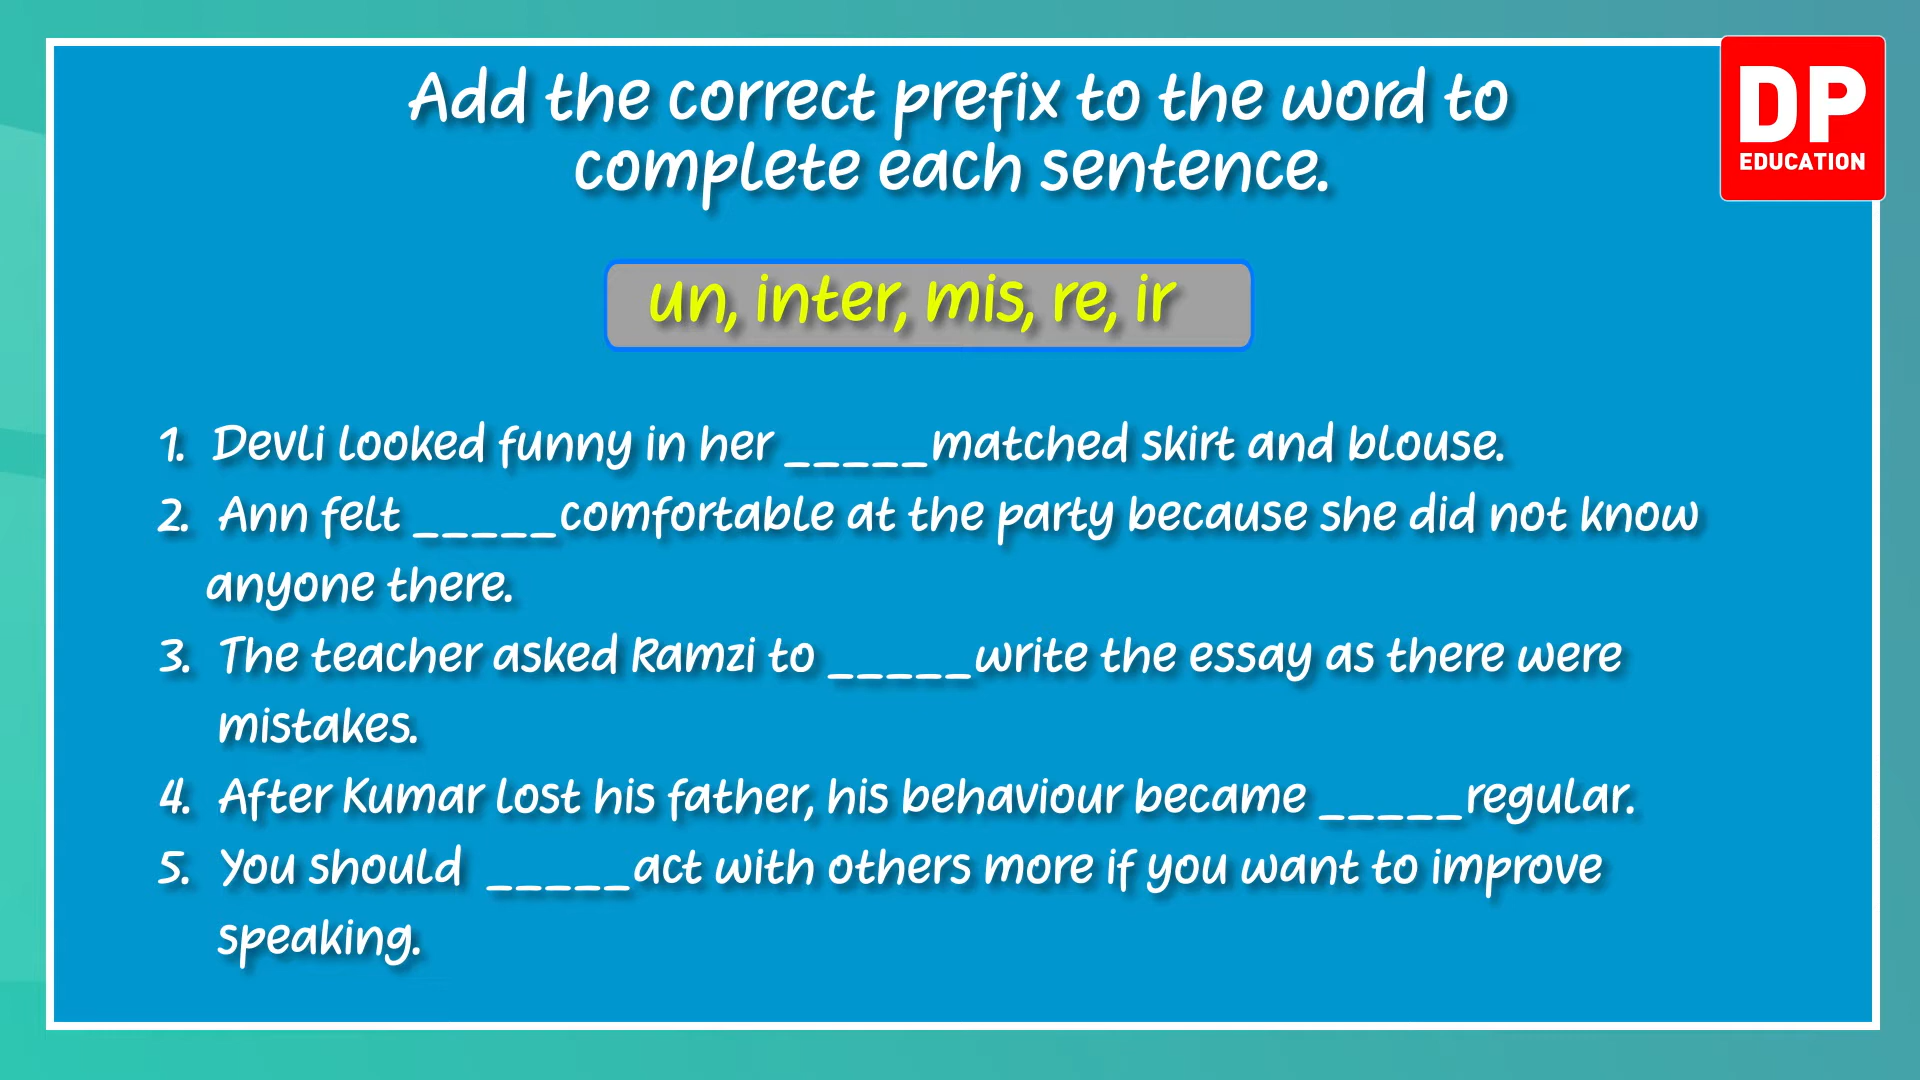 Add the correct prefix to the word to
complete each sentence.
DP
EDUCATION
un, inter, mis, re, ir
1. Devli looked funny in her _____matched skirt and blouse.
2. Ann felt _____comfortable at the party because she did not know
anyone there.
3. The teacher asked Ramzi to _____write the essay as there were
mistakes.
4. After Kumar lost his father, his behaviour became _____regular.
5. You should _____act with others more if you want to improve
speaking.